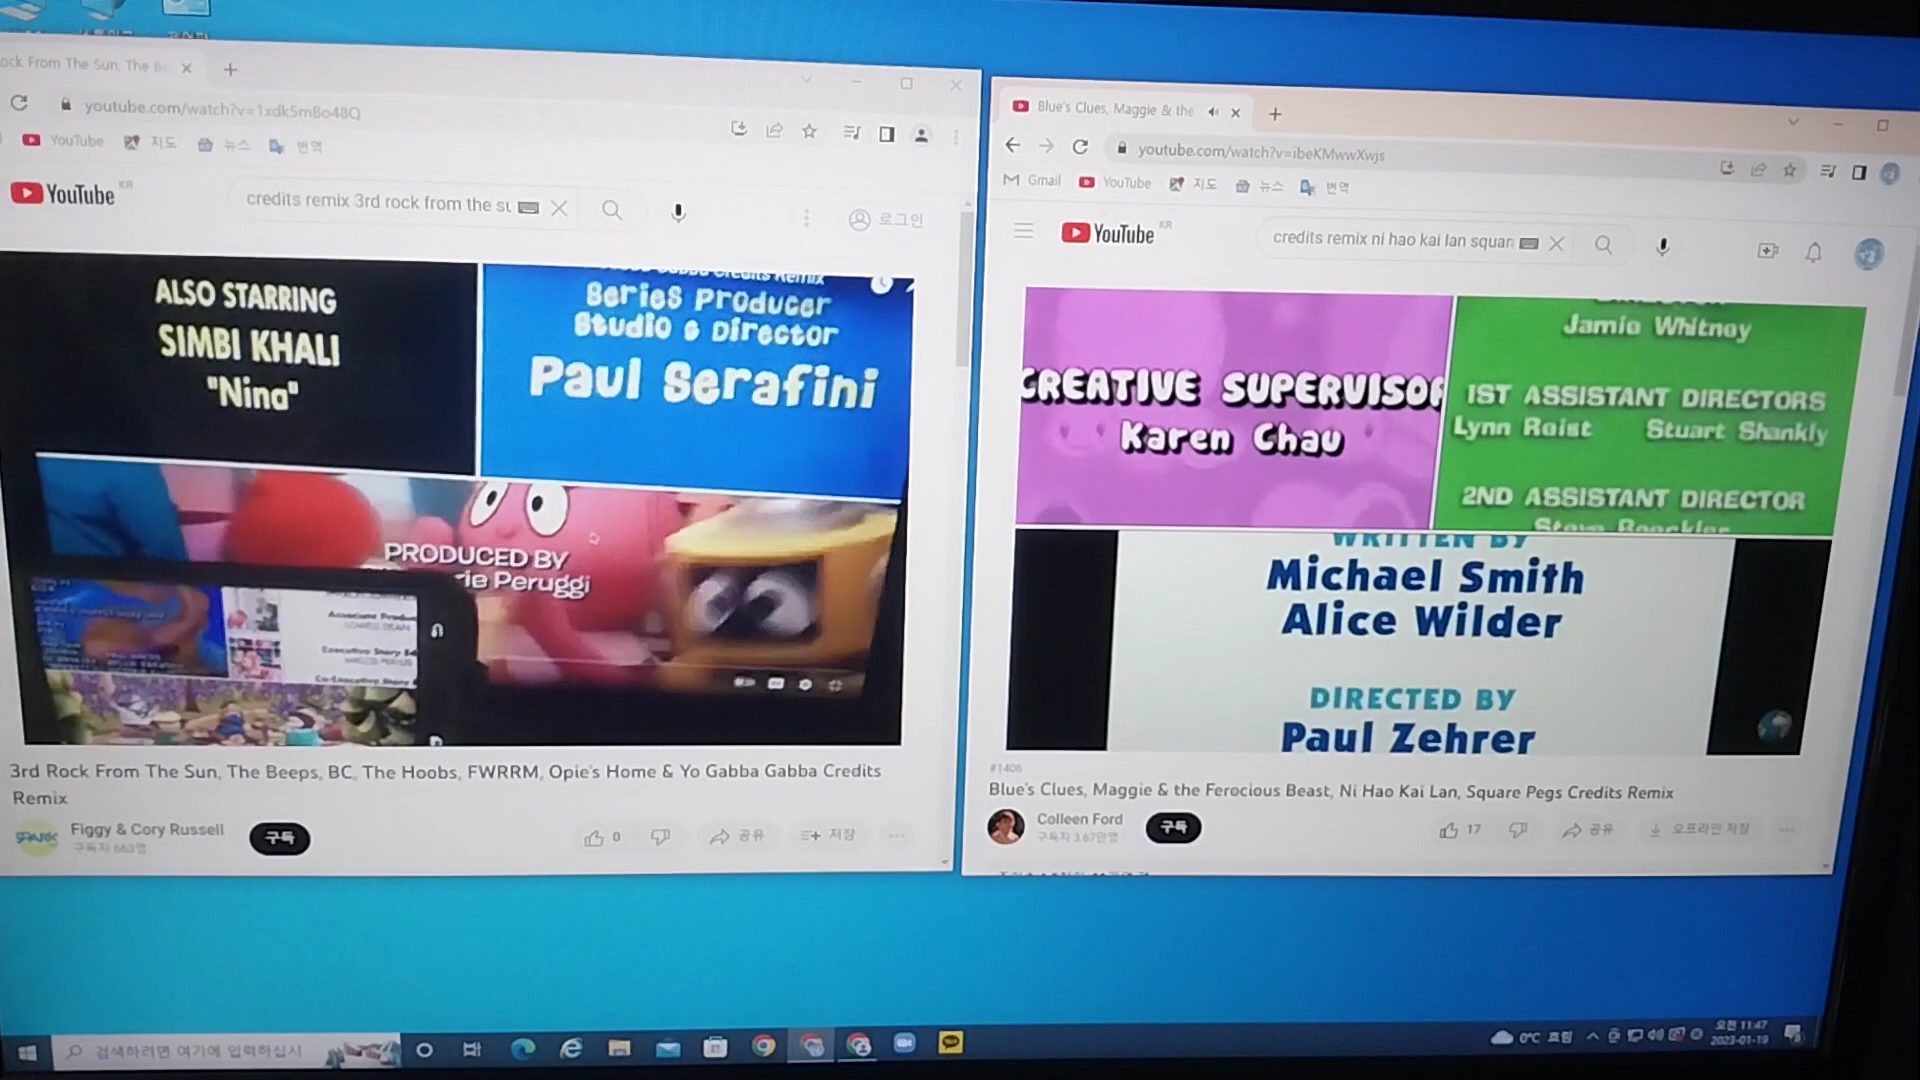 ock From The Sun, The Be
youtube.com/watch?v=1xdk5mBo48Q
YouTube
지도
뉴스
번역
YouTube KR
credits remix 3rd rock from the su
로그인
ALSO STARRING
SIMBI KHALI
"Nina"
Series Producer
Studio & Director
Paul Serafini
PRODUCED BY
ie Peruggi
3rd Rock From The Sun, The Beeps, BC, The Hoobs, FWRRM, Opie's Home & Yo Gabba Gabba Credits
Remix
Figgy & Cory Russell
구독자 663명
구독
0
공유
저장
Blue's Clues, Maggie & the
youtube.com/watch?v=ibeKMwwXwjs
Gmail
YouTube
지도
뉴스
번역
YouTube KR
credits remix ni hao kai lan squar
CREATIVE SUPERVISOR
Karen Chau
Jamie Whitney
1ST ASSISTANT DIRECTORS
Lynn Raist Stuart Shankly
2ND ASSISTANT DIRECTOR
WRITTEN BY
Michael Smith
Alice Wilder
DIRECTED BY
Paul Zehrer
#1406
Blue's Clues, Maggie & the Ferocious Beast, Ni Hao Kai Lan, Square Pegs Credits Remix
Colleen Ford
구독자 3.67만명
구독
17
공유
오프라인 저장
검색하려면 여기에 입력하십시
0°C 흐림
오전 11:47
2023-01-19